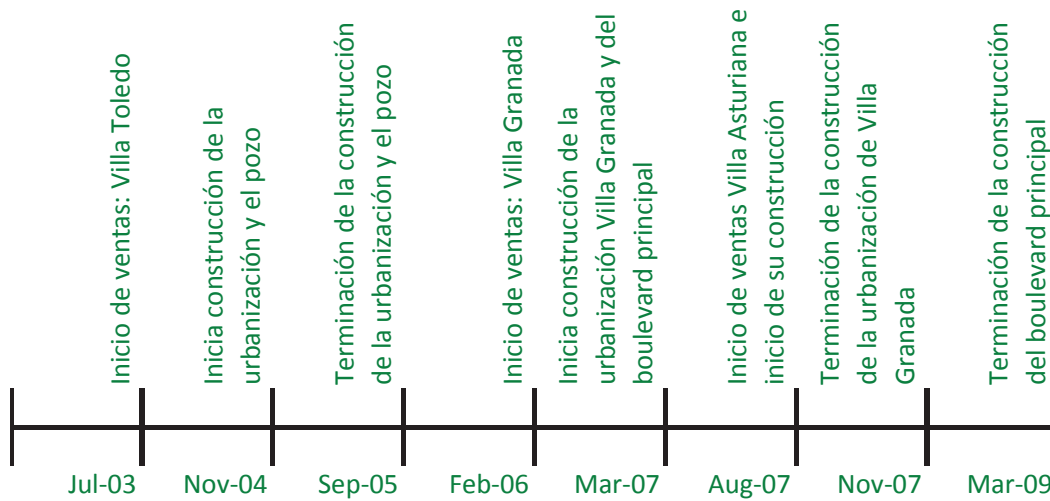 Inicio de ventas: Villa Toledo
Inicia construcción de la
urbanización y el pozo
Terminación de la construcción
de la urbanización y el pozo
Inicio de ventas: Villa Granada
Inicia construcción de la
urbanización Villa Granada y del
boulevard principal
Inicio de ventas Villa Asturiana e
inicio de su construcción
Terminación de la construcción
de la urbanización de Villa
Granada
Terminación de la construcción
del boulevard principal
Jul-03
Nov-04
Sep-05
Feb-06
Mar-07
Aug-07
Nov-07
Mar-09